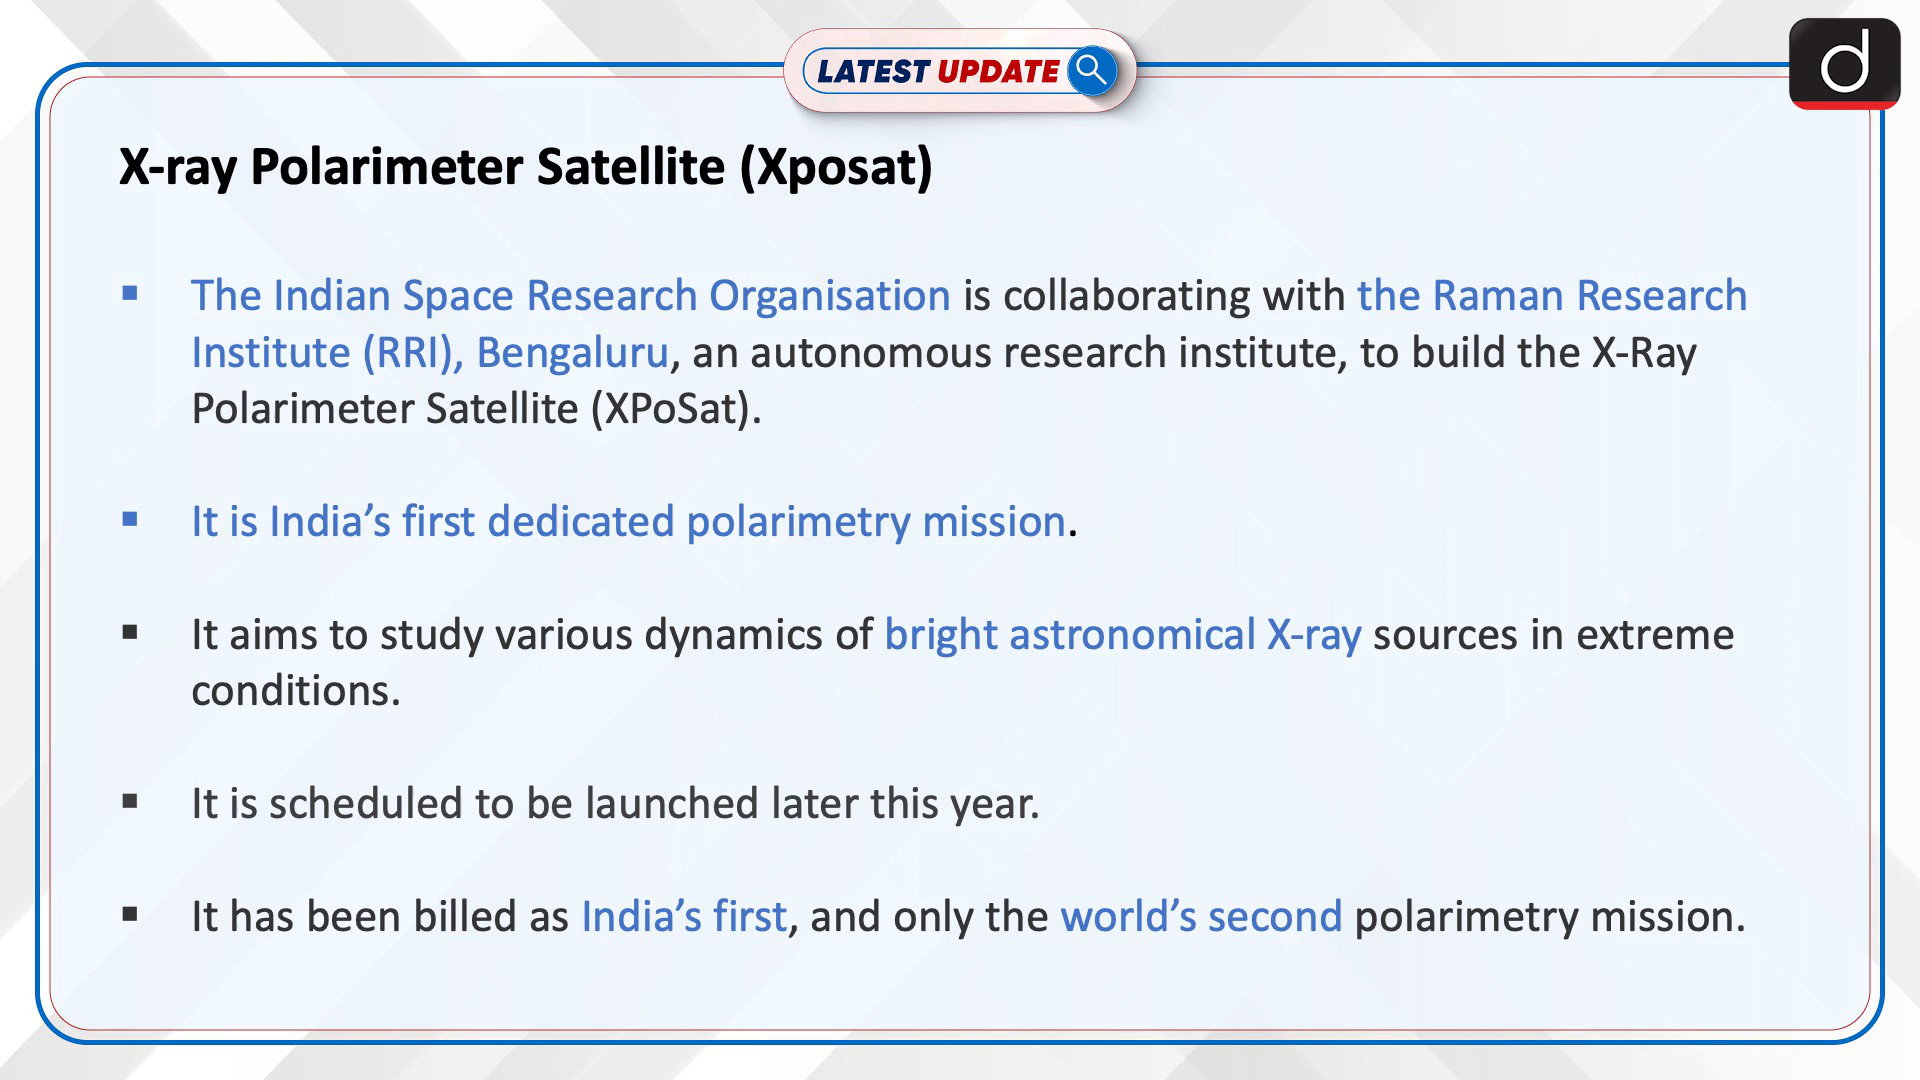 LATEST UPDATE
d
X-ray Polarimeter Satellite (Xposat)
▪ The Indian Space Research Organisation is collaborating with the Raman Research
Institute (RRI), Bengaluru, an autonomous research institute, to build the X-Ray
Polarimeter Satellite (XPoSat).
▪ It is India’s first dedicated polarimetry mission.
▪ It aims to study various dynamics of bright astronomical X-ray sources in extreme
conditions.
▪ It is scheduled to be launched later this year.
▪ It has been billed as India’s first, and only the world’s second polarimetry mission.